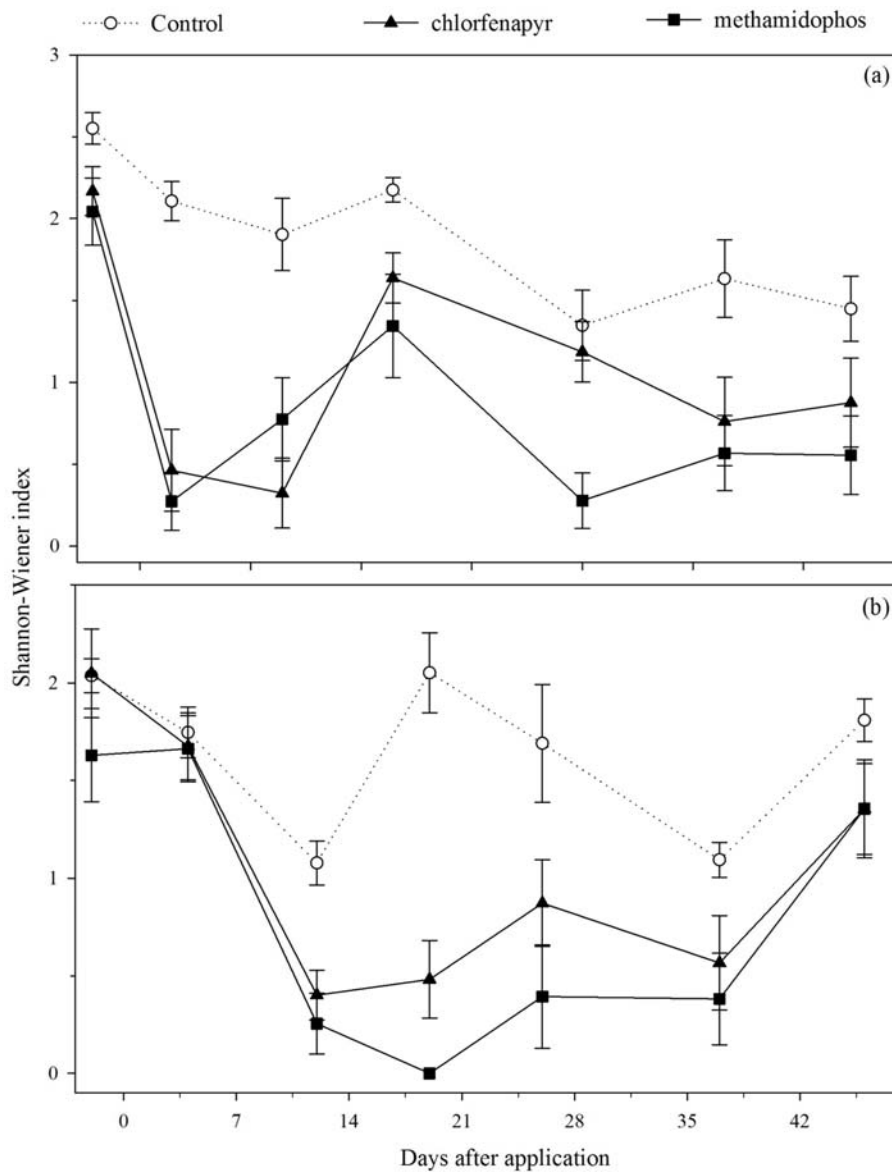 Control chlorfenapyr methamidophos
(a)
3
2
1
0
Shannon-Wiener index
(b)
2
1
0
0 7 14 21 28 35 42
Days after application